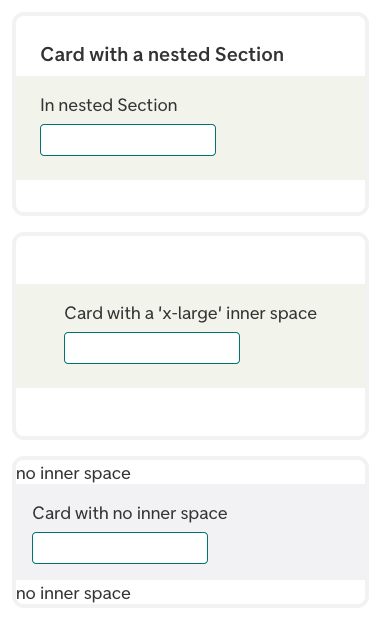 Card with a nested Section
In nested Section
Card with a 'x-large' inner space
no inner space
Card with no inner space
no inner space